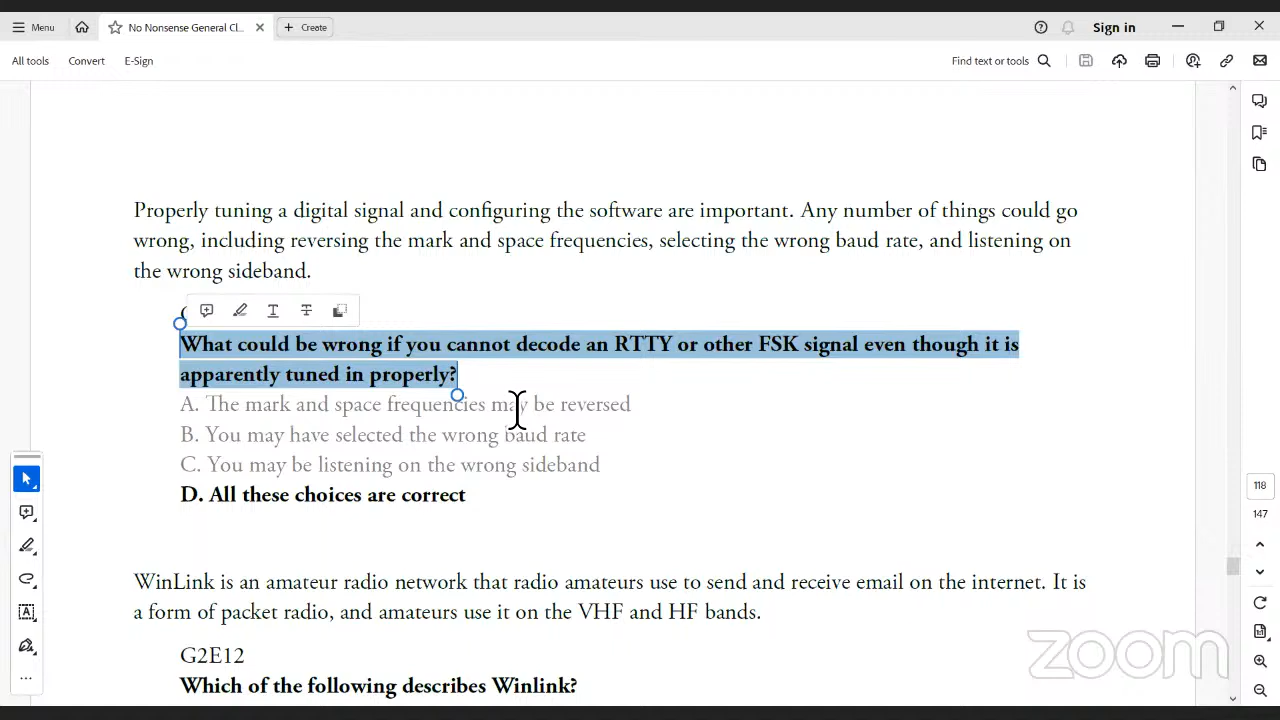 Menu
No Nonsense General Cl...
Create
Sign in
All tools
Convert
E-Sign
Find text or tools
Properly tuning a digital signal and configuring the software are important. Any number of things could go
wrong, including reversing the mark and space frequencies, selecting the wrong baud rate, and listening on
the wrong sideband.
What could be wrong if you cannot decode an RTTY or other FSK signal even though it is
apparently tuned in properly?
A. The mark and space frequencies may be reversed
B. You may have selected the wrong baud rate
C. You may be listening on the wrong sideband
D. All these choices are correct
118
147
WinLink is an amateur radio network that radio amateurs use to send and receive email on the internet. It is
a form of packet radio, and amateurs use it on the VHF and HF bands.
zoom
G2E12
Which of the following describes Winlink?